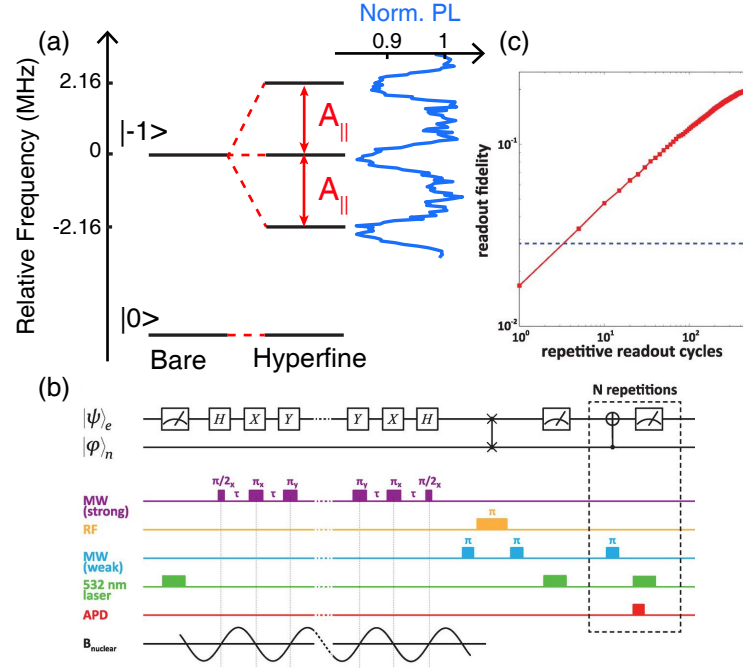 (a)
Norm. PL
0.9 1
Relative Frequency (MHz)
2.16
0
-2.16
|-1>
|0>
A||
A||
Bare Hyperfine
(c)
readout fidelity
10⁻¹
10⁻²
10⁰ 10¹ 10²
repetitive readout cycles
(b)
N repetitions
|ψ⟩e
H X Y Y X H
|φ⟩n
π/2x πx πy πy πx π/2x
τ τ τ τ
MW
(strong)
π
RF
π π π
MW
(weak)
532 nm
laser
APD
Bnuclear